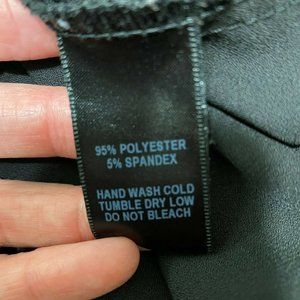 95% POLYESTER
5% SPANDEX
HAND WASH COLD
TUMBLE DRY LOW
DO NOT BLEACH